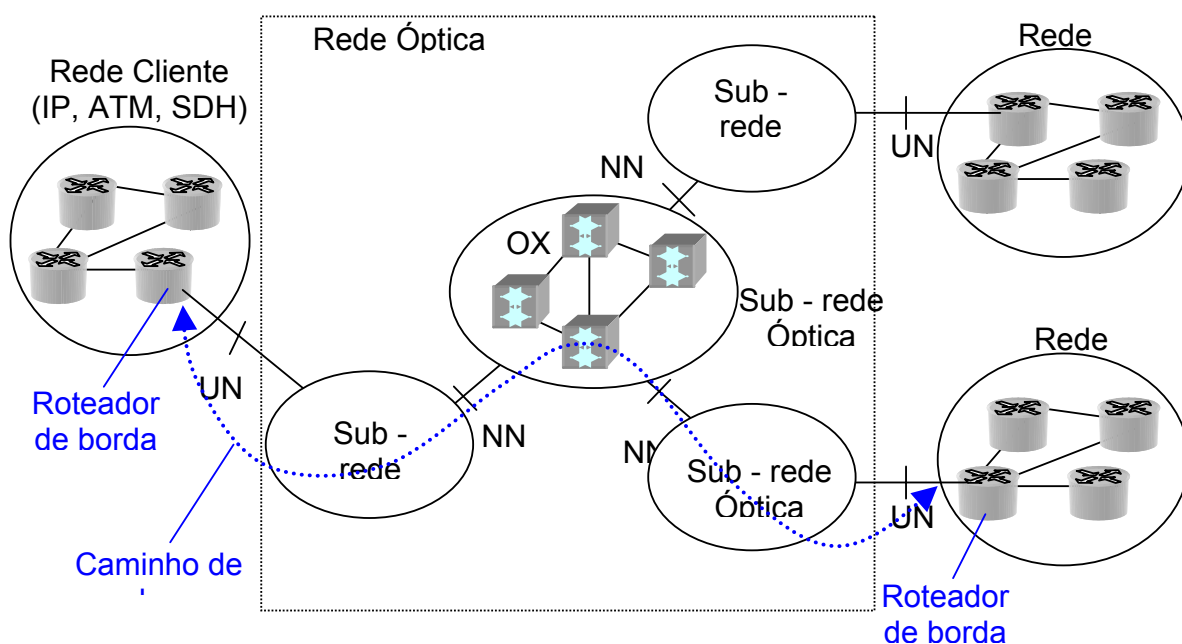 Rede Óptica
Rede Cliente
(IP, ATM, SDH)
Rede
Sub -
rede
UN
NN
OX
Sub - rede
Óptica
Rede
UN
Roteador
de borda
Sub -
rede
NN
NN
Sub - rede
Óptica
UN
Caminho de
Roteador
de borda